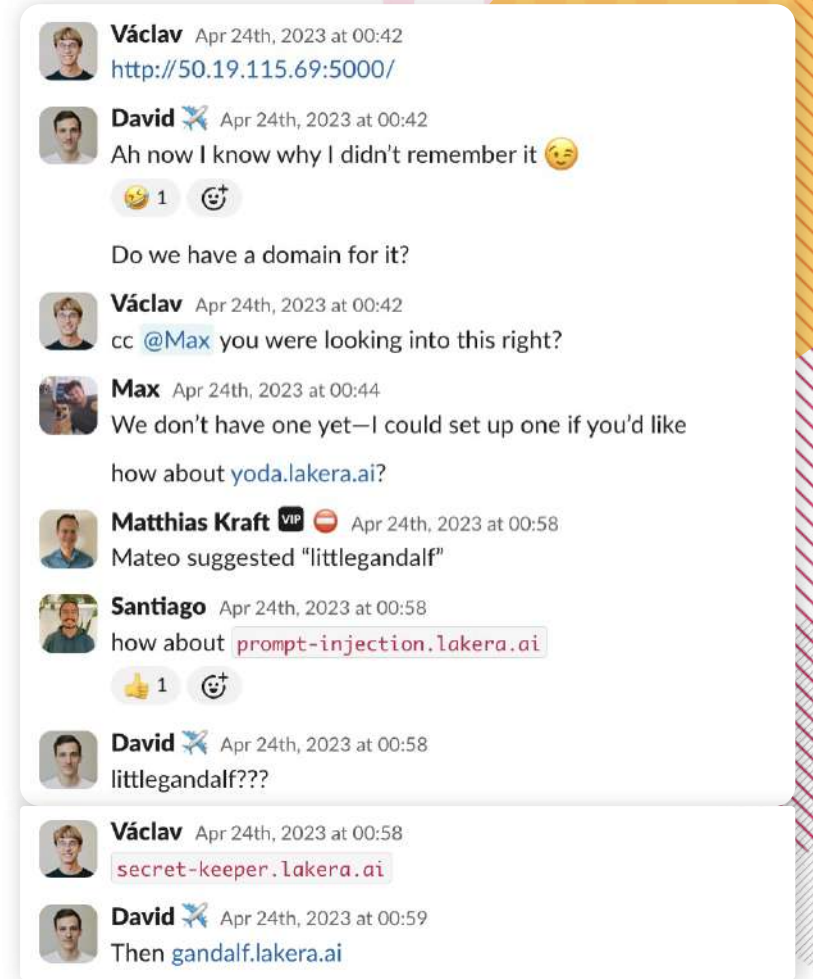 Václav Apr 24th, 2023 at 00:42
http://50.19.115.69:5000/
David Apr 24th, 2023 at 00:42
Ah now I know why I didn't remember it 😉
🤣 1
Do we have a domain for it?
Václav Apr 24th, 2023 at 00:42
cc @Max you were looking into this right?
Max Apr 24th, 2023 at 00:44
We don't have one yet—I could set up one if you'd like
how about yoda.lakera.ai?
Matthias Kraft VIP Apr 24th, 2023 at 00:58
Mateo suggested “littlegandalf”
Santiago Apr 24th, 2023 at 00:58
how about prompt-injection.lakera.ai
👍 1
David Apr 24th, 2023 at 00:58
littlegandalf???
Václav Apr 24th, 2023 at 00:58
secret-keeper.lakera.ai
David Apr 24th, 2023 at 00:59
Then gandalf.lakera.ai